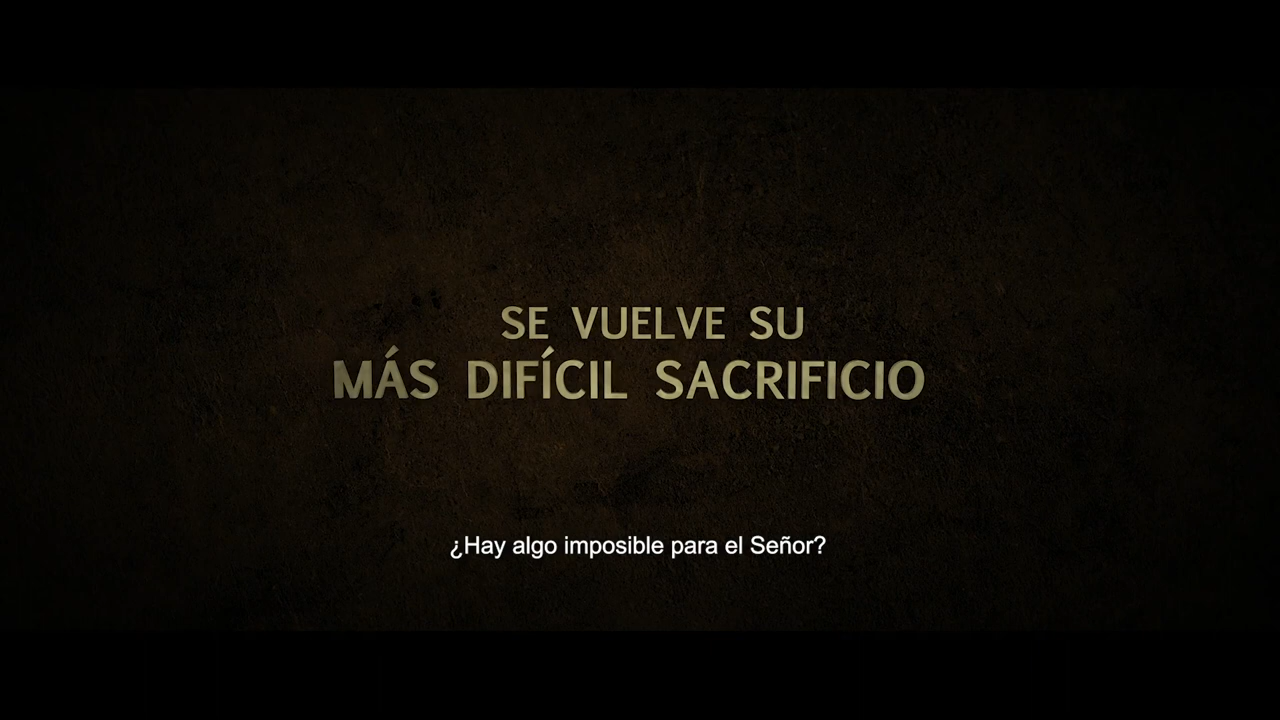 SE VUELVE SU
MÁS DIFÍCIL SACRIFICIO
¿Hay algo imposible para el Señor?